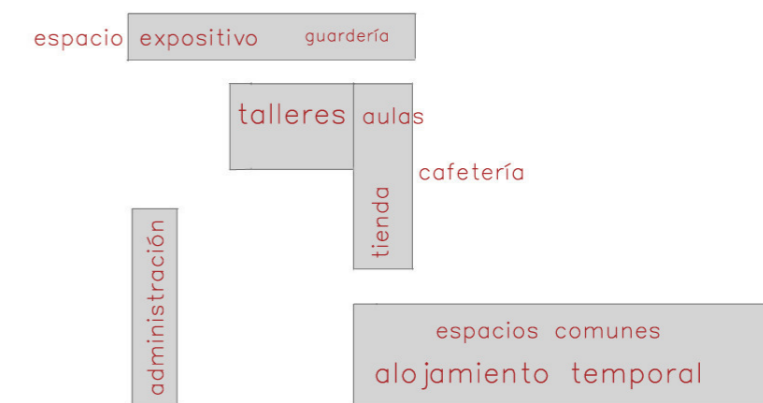 espacio expositivo guardería
talleres aulas
cafetería
tienda
administración
espacios comunes
alojamiento temporal